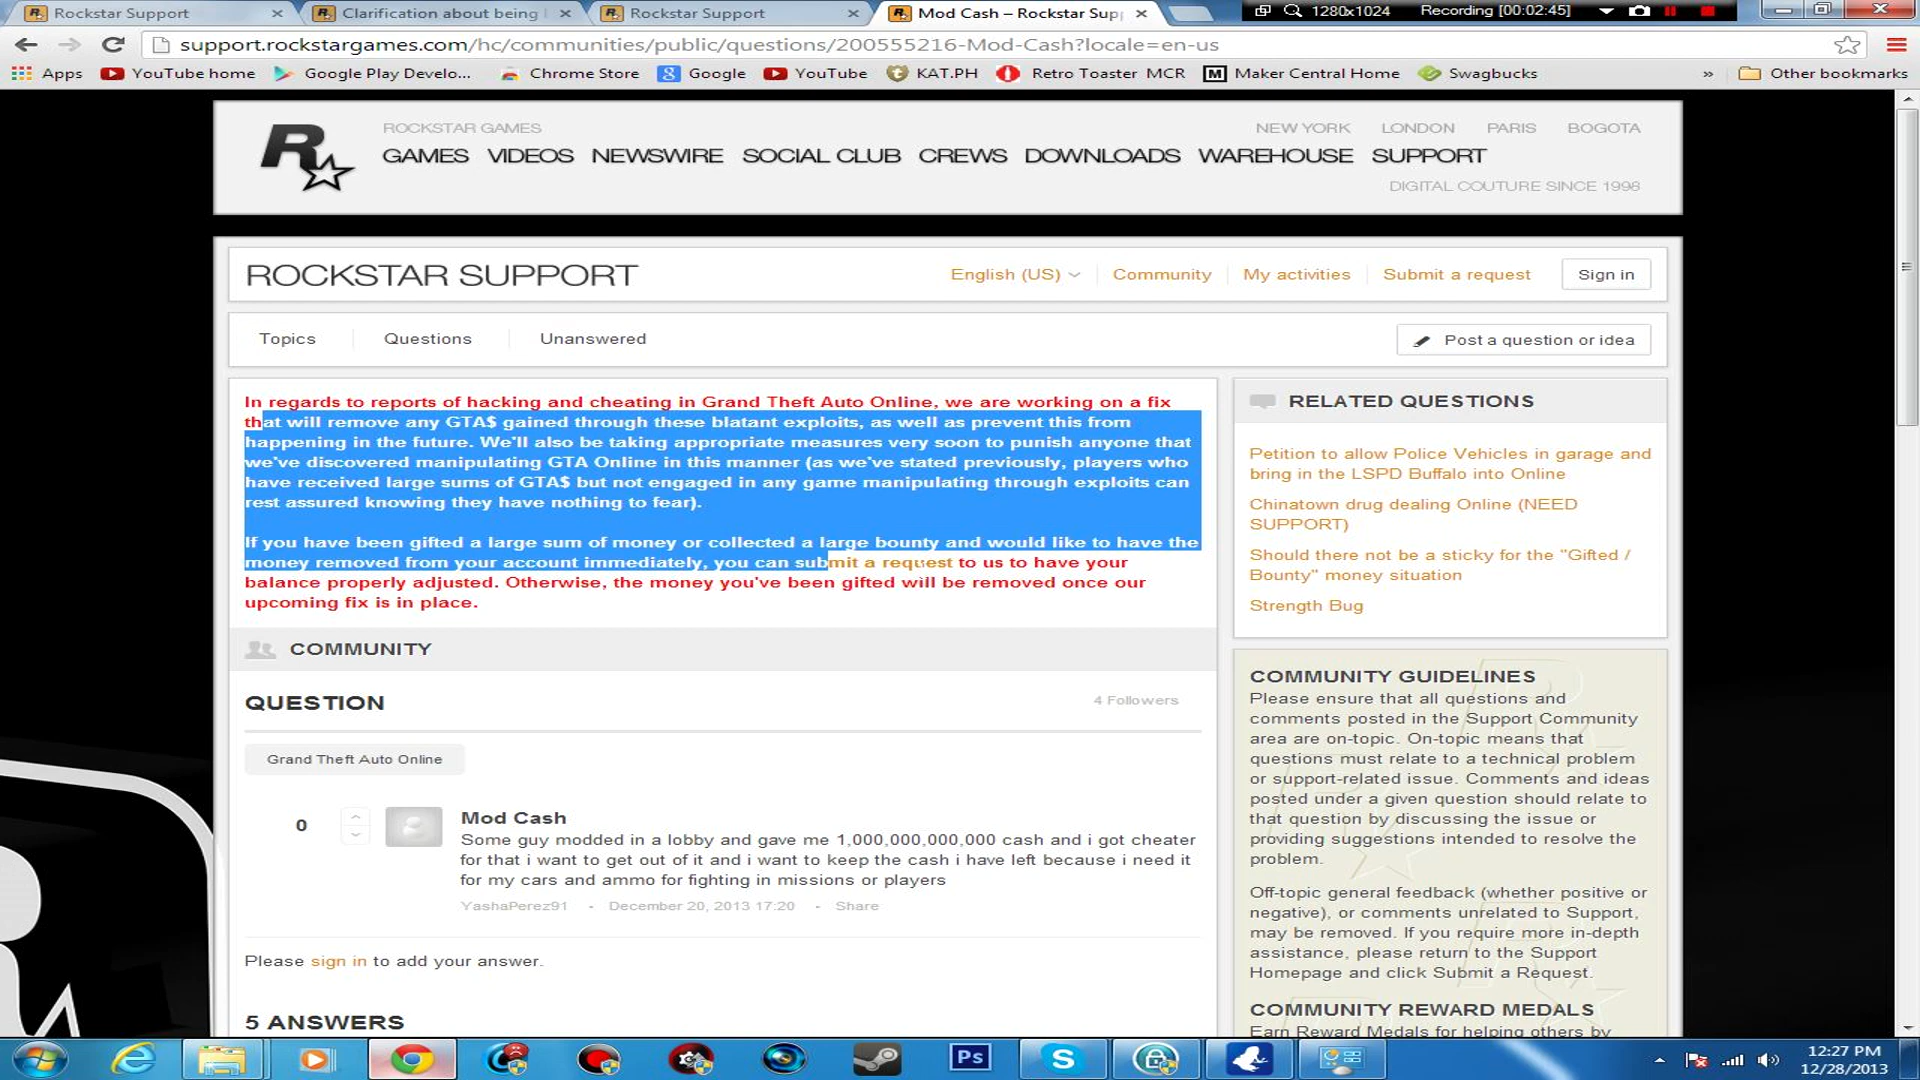 Rockstar Support
Clarification about being
Rockstar Support
Mod Cash – Rockstar Sup
1280x1024
Recording [00:02:45]
support.rockstargames.com/hc/communities/public/questions/200555216-Mod-Cash?locale=en-us
Apps
YouTube home
Google Play Develo...
Chrome Store
Google
YouTube
KAT.PH
Retro Toaster MCR
Maker Central Home
Swagbucks
»
Other bookmarks
ROCKSTAR GAMES
NEW YORK LONDON PARIS BOGOTA
GAMES VIDEOS NEWSWIRE SOCIAL CLUB CREWS DOWNLOADS WAREHOUSE SUPPORT
DIGITAL COUTURE SINCE 1998
ROCKSTAR SUPPORT
English (US)
Community
My activities
Submit a request
Sign in
Topics
Questions
Unanswered
Post a question or idea
In regards to reports of hacking and cheating in Grand Theft Auto Online, we are working on a fix
that will remove any GTA$ gained through these blatant exploits, as well as prevent this from
happening in the future. We'll also be taking appropriate measures very soon to punish anyone that
we've discovered manipulating GTA Online in this manner (as we've stated previously, players who
have received large sums of GTA$ but not engaged in any game manipulating through exploits can
rest assured knowing they have nothing to fear).
If you have been gifted a large sum of money or collected a large bounty and would like to have the
money removed from your account immediately, you can submit a request to us to have your
balance properly adjusted. Otherwise, the money you've been gifted will be removed once our
upcoming fix is in place.
COMMUNITY
QUESTION
4 Followers
Grand Theft Auto Online
0
Mod Cash
Some guy modded in a lobby and gave me 1,000,000,000,000 cash and i got cheater
for that i want to get out of it and i want to keep the cash i have left because i need it
for my cars and ammo for fighting in missions or players
YashaPerez91 - December 20, 2013 17:20 - Share
Please sign in to add your answer.
5 ANSWERS
RELATED QUESTIONS
Petition to allow Police Vehicles in garage and
bring in the LSPD Buffalo into Online
Chinatown drug dealing Online (NEED
SUPPORT)
Should there not be a sticky for the "Gifted /
Bounty" money situation
Strength Bug
COMMUNITY GUIDELINES
Please ensure that all questions and
comments posted in the Support Community
area are on-topic. On-topic means that
questions must relate to a technical problem
or support-related issue. Comments and ideas
posted under a given question should relate to
that question by discussing the issue or
providing suggestions intended to resolve the
problem.
Off-topic general feedback (whether positive or
negative), or comments unrelated to Support,
may be removed. If you require more in-depth
assistance, please return to the Support
Homepage and click Submit a Request.
COMMUNITY REWARD MEDALS
Earn Reward Medals for helping others by
Ps
12:27 PM
12/28/2013